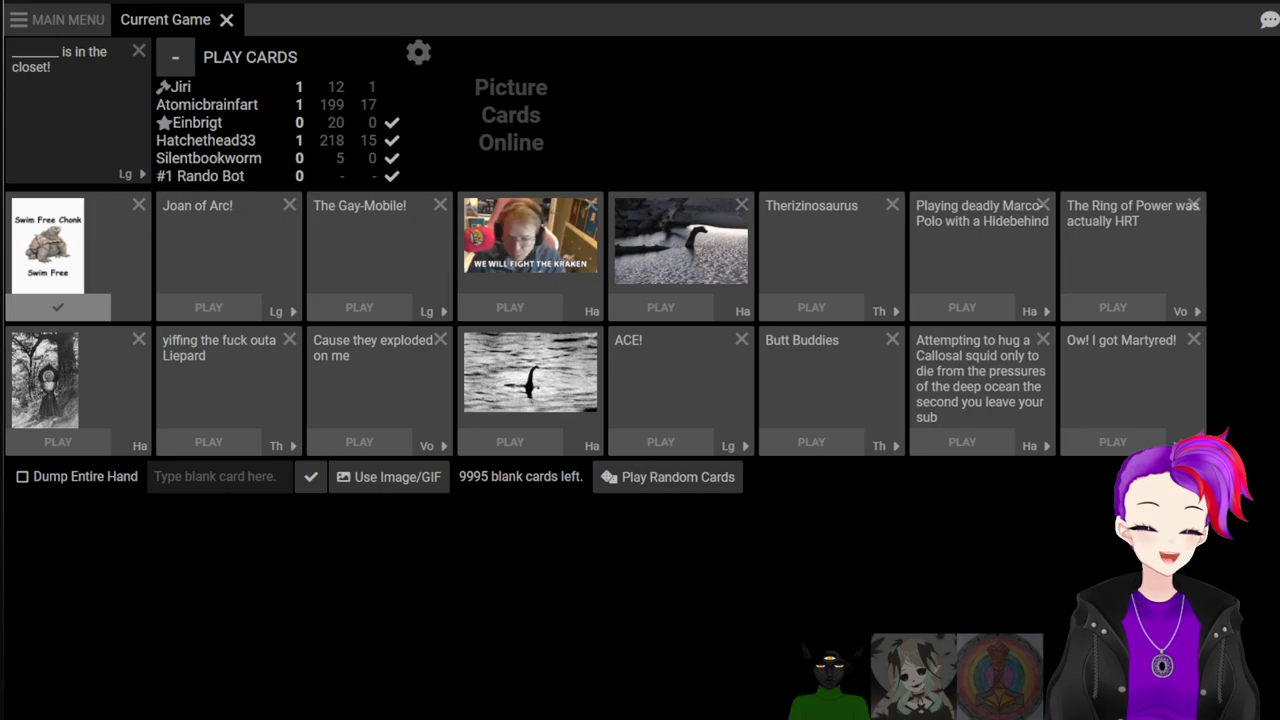 MAIN MENU
Current Game
_______ is in the
closet!
Lg
-
PLAY CARDS
Jiri 1 12 1
Atomicbrainfart 1 199 17
Einbrigt 0 20 0
Hatchethead33 1 218 15
Silentbookworm 0 5 0
#1 Rando Bot 0 - -
Picture
Cards
Online
Swim Free Chonk
Swim Free
Joan of Arc!
PLAY
Lg
The Gay-Mobile!
PLAY
Lg
WE WILL FIGHT THE KRAKEN
PLAY
Ha
PLAY
Ha
Therizinosaurus
PLAY
Th
Playing deadly Marco-
Polo with a Hidebehind
PLAY
Ha
The Ring of Power was
actually HRT
PLAY
Vo
PLAY
Ha
yiffing the fuck outa
Liepard
PLAY
Th
Cause they exploded
on me
PLAY
Vo
PLAY
Ha
ACE!
PLAY
Lg
Butt Buddies
PLAY
Th
Attempting to hug a
Callosal squid only to
die from the pressures
of the deep ocean the
second you leave your
sub
PLAY
Ha
Ow! I got Martyred!
PLAY
Dump Entire Hand
Type blank card here.
Use Image/GIF
9995 blank cards left.
Play Random Cards